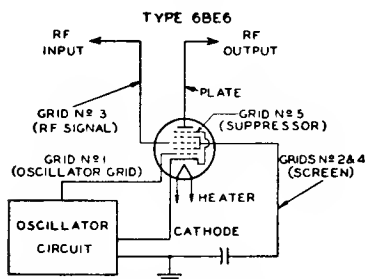 TYPE 6BE6
RF
INPUT
RF
OUTPUT
PLATE
GRID Nº 3
(RF SIGNAL)
GRID Nº 5
(SUPPRESSOR)
GRID Nº 1
(OSCILLATOR GRID)
GRIDS Nº 2 & 4
(SCREEN)
HEATER
CATHODE
OSCILLATOR
CIRCUIT